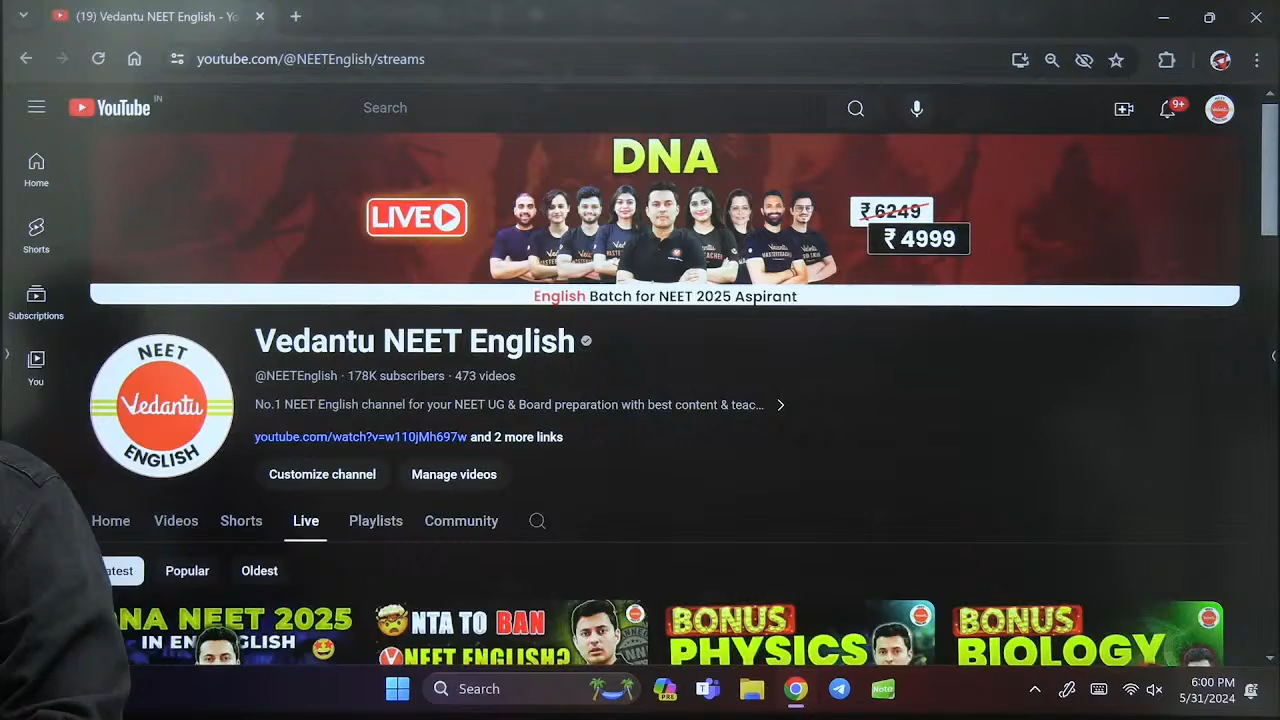 (19) Vedantu NEET English - Yo
youtube.com/@NEETEnglish/streams
YouTube IN
Search
9+
Home
Shorts
Subscriptions
You
DNA
LIVE
₹6249
₹4999
English Batch for NEET 2025 Aspirant
NEET
Vedantu
ENGLISH
Vedantu NEET English
@NEETEnglish · 178K subscribers · 473 videos
No.1 NEET English channel for your NEET UG & Board preparation with best content & teac...
youtube.com/watch?v=w110jMh697w and 2 more links
Customize channel
Manage videos
Home
Videos
Shorts
Live
Playlists
Community
atest
Popular
Oldest
NA NEET 2025
IN ENGLISH
NTA TO BAN
NEET ENGLISH?
BONUS
PHYSICS
BONUS
BIOLOGY
Search
PRE
Note
6:00 PM
5/31/2024